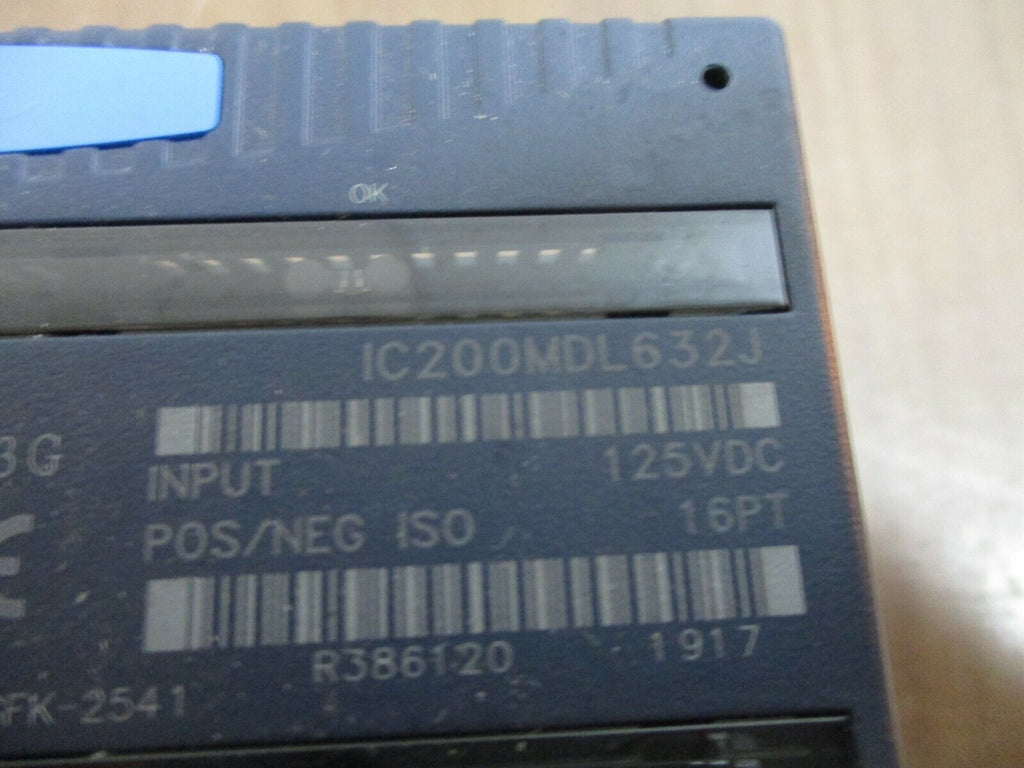 OK
IC200MDL632J
3G
INPUT 125VDC
POS/NEG ISO 16PT
R386120 1917
GFK-2541